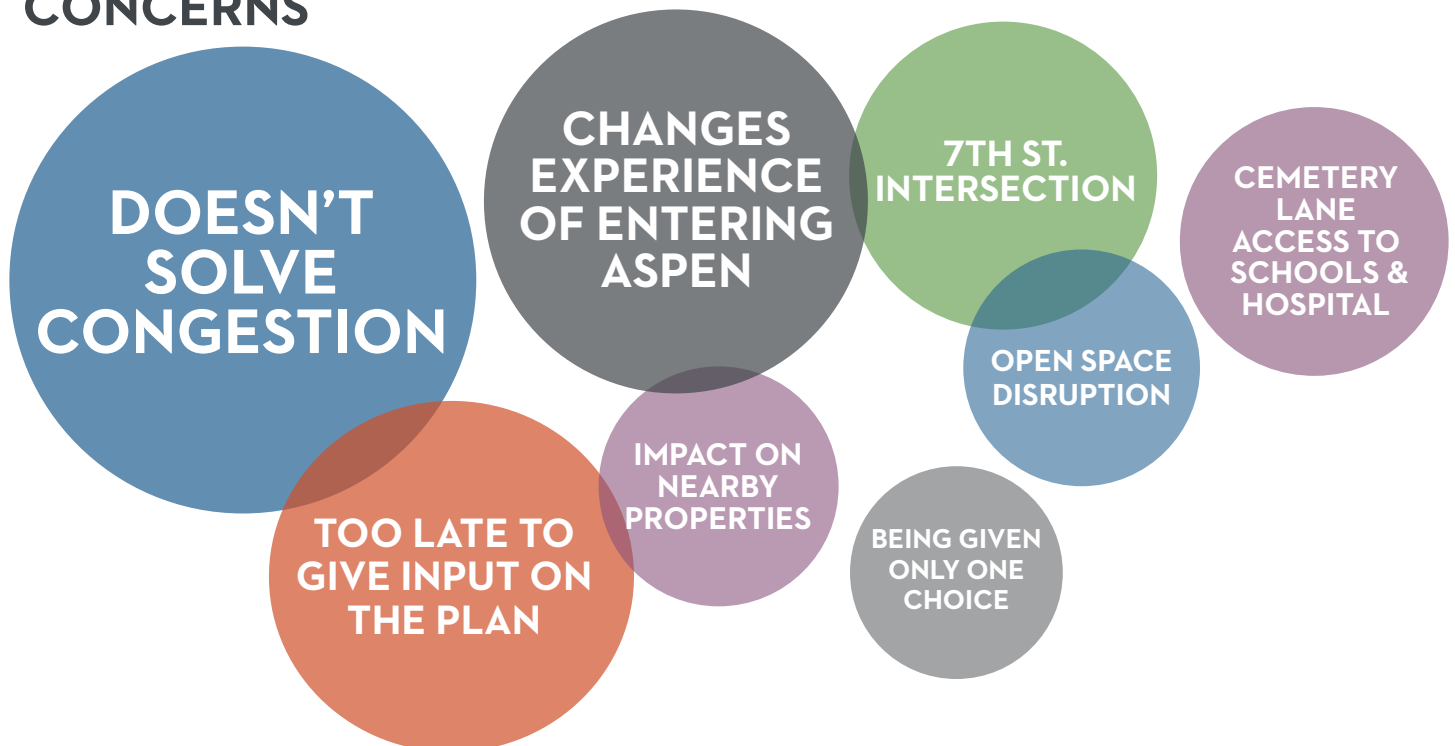 CONCERNS
DOESN'T
SOLVE
CONGESTION
CHANGES
EXPERIENCE
OF ENTERING
ASPEN
7TH ST.
INTERSECTION
CEMETERY
LANE
ACCESS TO
SCHOOLS &
HOSPITAL
OPEN SPACE
DISRUPTION
TOO LATE TO
GIVE INPUT ON
THE PLAN
IMPACT ON
NEARBY
PROPERTIES
BEING GIVEN
ONLY ONE
CHOICE